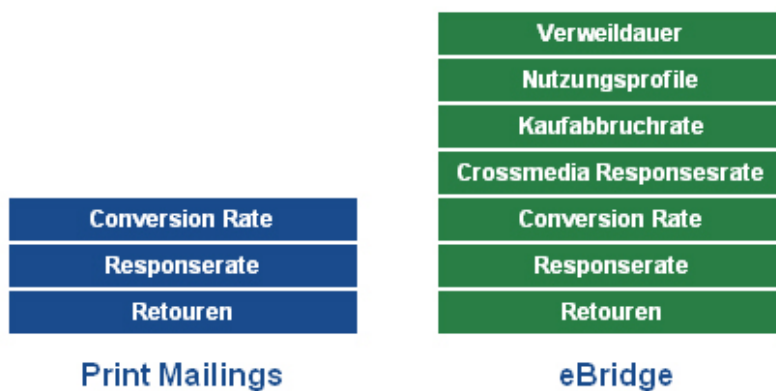 Verweildauer
Nutzungsprofile
Kaufabbruchrate
Crossmedia Responsesrate
Conversion Rate
Conversion Rate
Responserate
Responserate
Retouren
Retouren
Print Mailings
eBridge